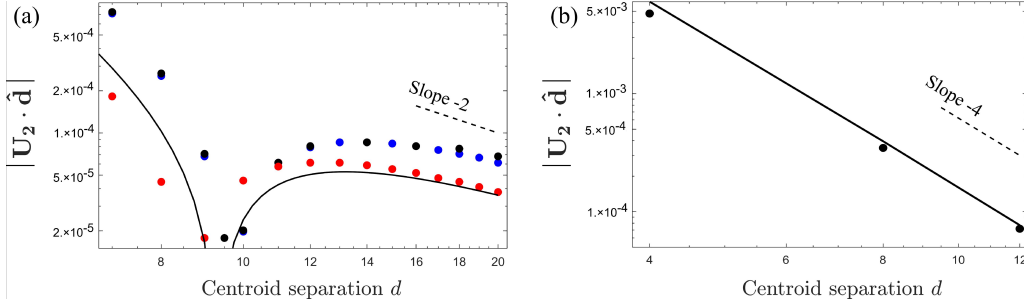 (a)
|U₂ · d̂|
5.×10⁻⁴
2.×10⁻⁴
1.×10⁻⁴
5.×10⁻⁵
2.×10⁻⁵
Slope -2
8 10 12 14 16 18 20
Centroid separation d
(b)
|U₂ · d̂|
5.×10⁻³
1.×10⁻³
5.×10⁻⁴
1.×10⁻⁴
Slope -4
4 6 8 10 12
Centroid separation d